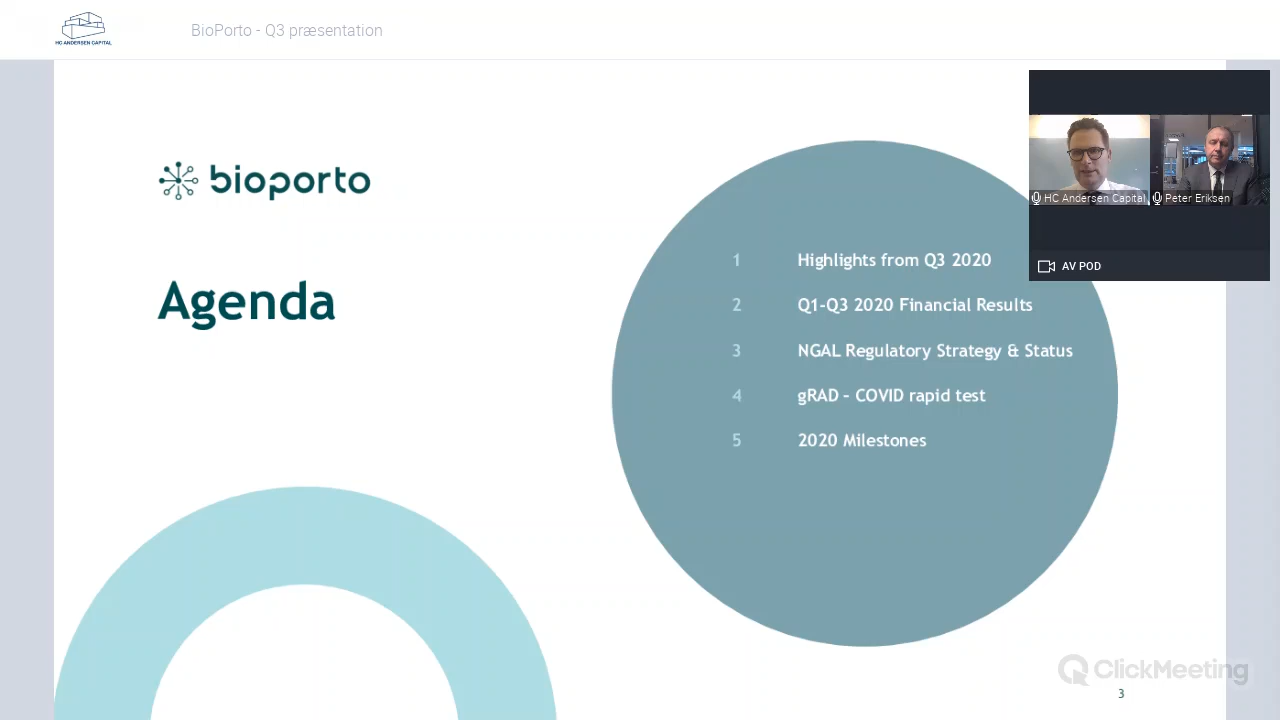 HC ANDERSEN CAPITAL
BioPorto - Q3 præsentation
bioporto
Agenda
1 Highlights from Q3 2020
2 Q1-Q3 2020 Financial Results
3 NGAL Regulatory Strategy & Status
4 gRAD – COVID rapid test
5 2020 Milestones
HC Andersen Capital
Peter Eriksen
AV POD
ClickMeeting
3